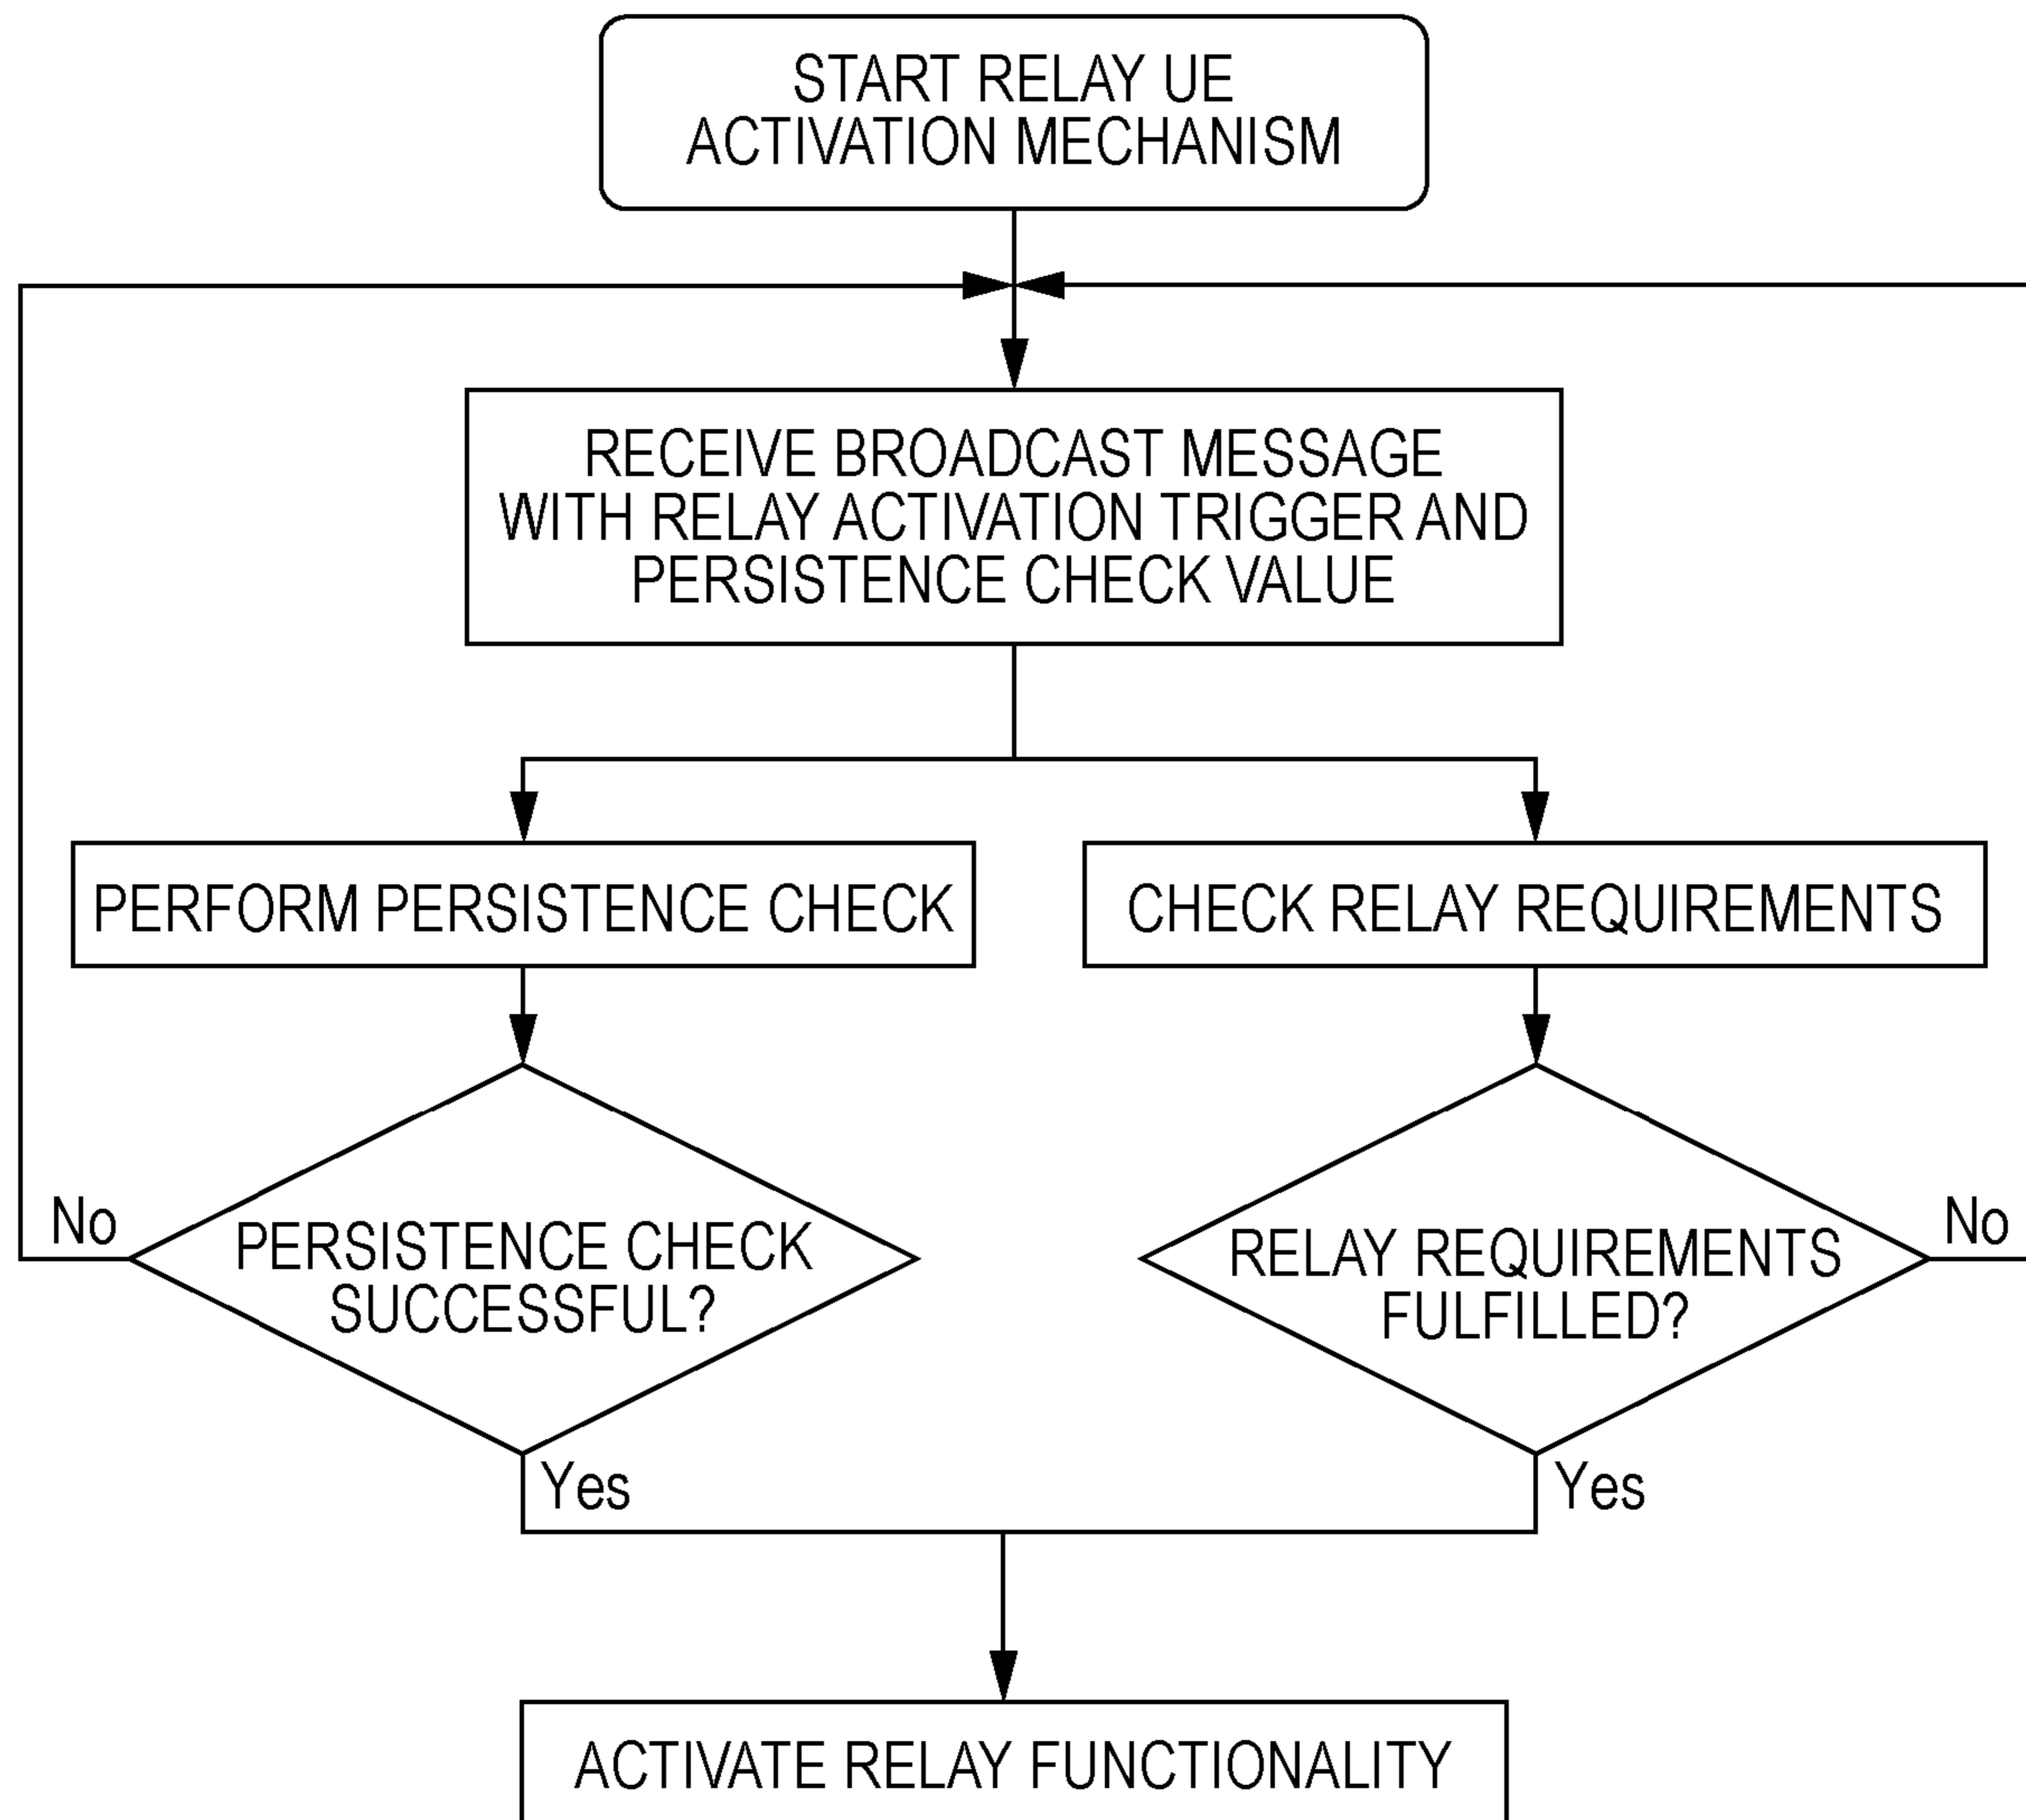 START RELAY UE
ACTIVATION MECHANISM
RECEIVE BROADCAST MESSAGE
WITH RELAY ACTIVATION TRIGGER AND
PERSISTENCE CHECK VALUE
PERFORM PERSISTENCE CHECK
CHECK RELAY REQUIREMENTS
No
PERSISTENCE CHECK
SUCCESSFUL?
RELAY REQUIREMENTS
FULFILLED?
No
Yes
Yes
ACTIVATE RELAY FUNCTIONALITY